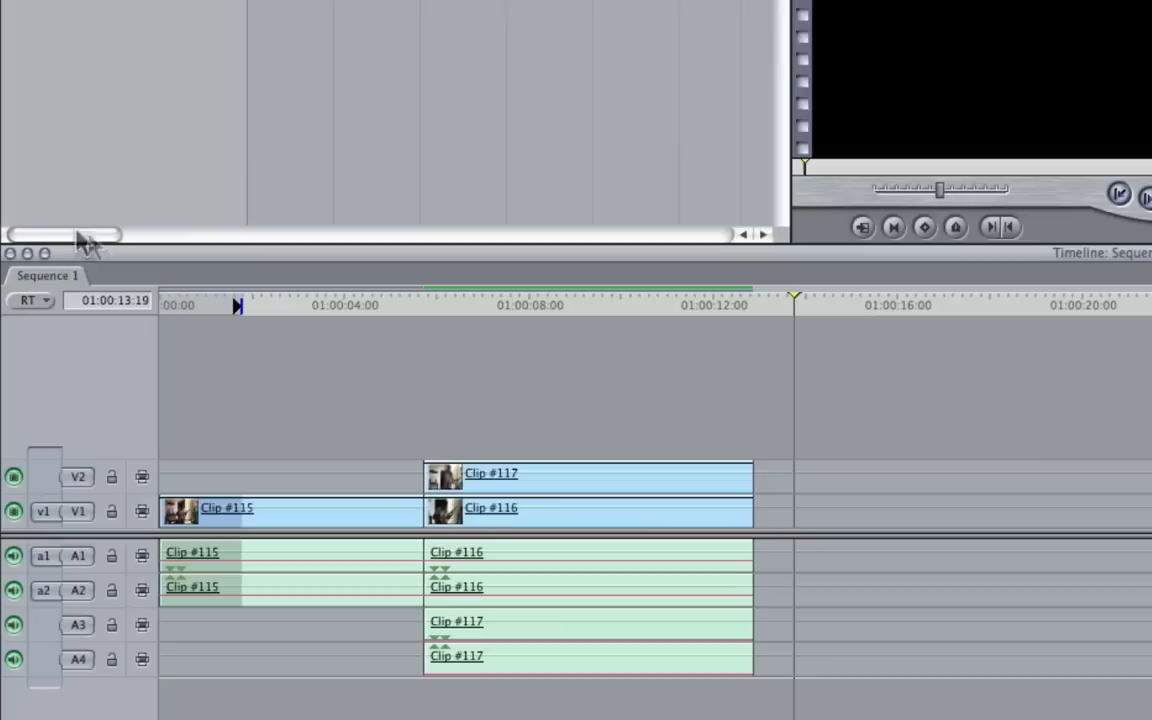 Timeline: Seque
Sequence 1
RT 01:00:13:19 :00:00 01:00:04:00 01:00:08:00 01:00:12:00 01:00:16:00 01:00:20:00
V2 Clip #117
v1 V1 Clip #115 Clip #116
a1 A1 Clip #115 Clip #116
a2 A2 Clip #115 Clip #116
A3 Clip #117
A4 Clip #117